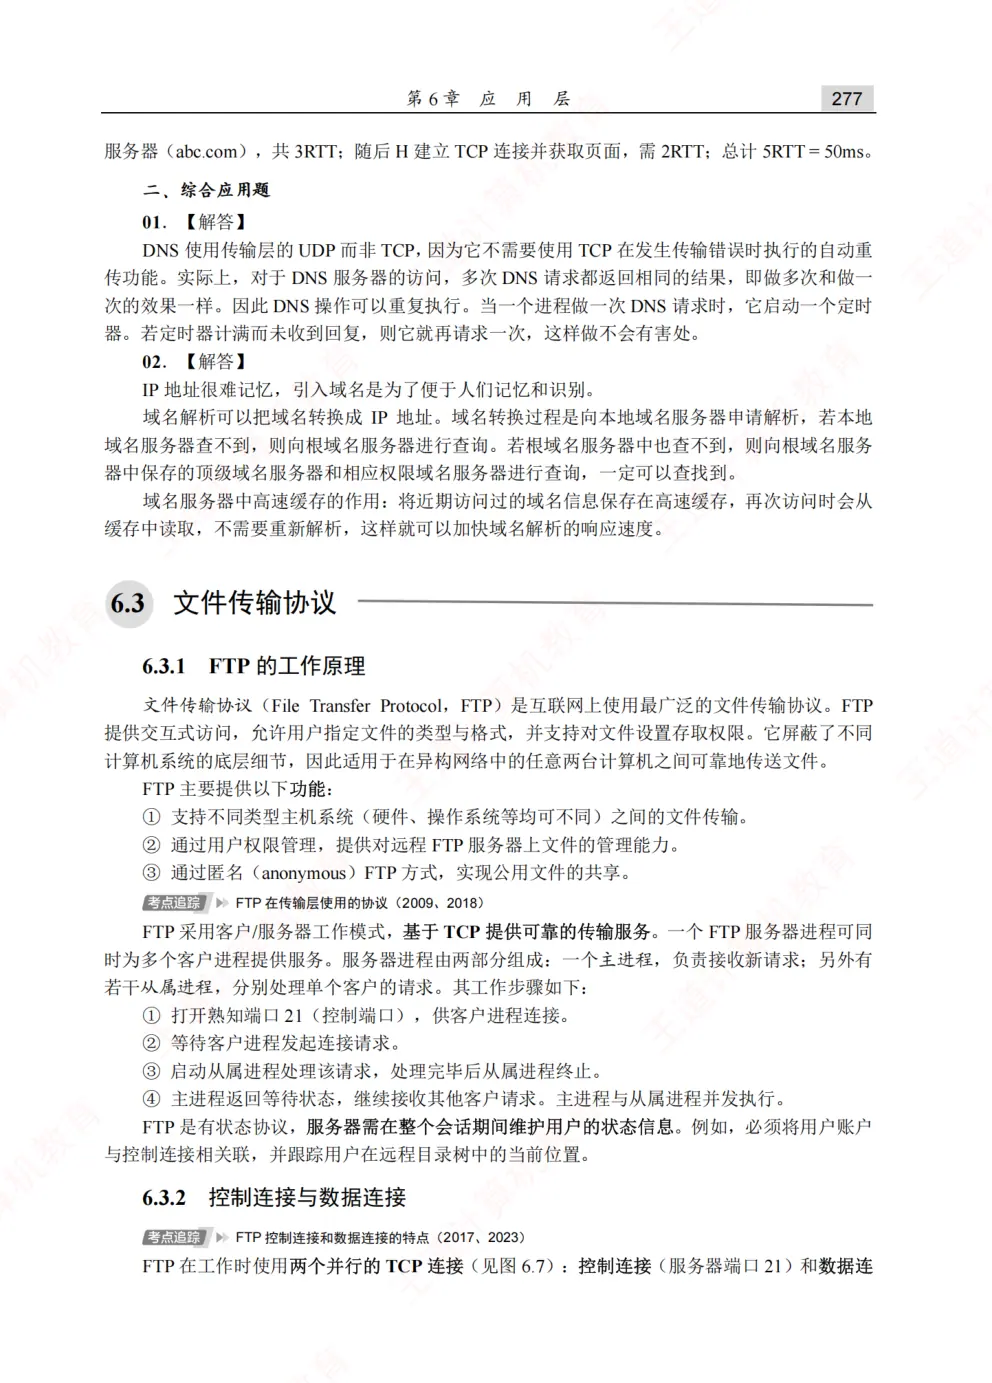 第 6 章 应 用 层
277
服务器（abc.com），共 3RTT；随后 H 建立 TCP 连接并获取页面，需 2RTT；总计 5RTT = 50ms。
二、综合应用题
01. 【解答】
DNS 使用传输层的 UDP 而非 TCP，因为它不需要使用 TCP 在发生传输错误时执行的自动重
传功能。实际上，对于 DNS 服务器的访问，多次 DNS 请求都返回相同的结果，即做多次和做一
次的效果一样。因此 DNS 操作可以重复执行。当一个进程做一次 DNS 请求时，它启动一个定时
器。若定时器计满而未收到回复，则它就再请求一次，这样做不会有害处。
02. 【解答】
IP 地址很难记忆，引入域名是为了便于人们记忆和识别。
域名解析可以把域名转换成 IP 地址。域名转换过程是向本地域名服务器申请解析，若本地
域名服务器查不到，则向根域名服务器进行查询。若根域名服务器中也查不到，则向根域名服务
器中保存的顶级域名服务器和相应权限域名服务器进行查询，一定可以查找到。
域名服务器中高速缓存的作用：将近期访问过的域名信息保存在高速缓存，再次访问时会从
缓存中读取，不需要重新解析，这样就可以加快域名解析的响应速度。
6.3 文件传输协议
6.3.1 FTP 的工作原理
文件传输协议（File Transfer Protocol，FTP）是互联网上使用最广泛的文件传输协议。FTP
提供交互式访问，允许用户指定文件的类型与格式，并支持对文件设置存取权限。它屏蔽了不同
计算机系统的底层细节，因此适用于在异构网络中的任意两台计算机之间可靠地传送文件。
FTP 主要提供以下功能：
① 支持不同类型主机系统（硬件、操作系统等均可不同）之间的文件传输。
② 通过用户权限管理，提供对远程 FTP 服务器上文件的管理能力。
③ 通过匿名（anonymous）FTP 方式，实现公用文件的共享。
考点追踪 FTP 在传输层使用的协议（2009、2018）
FTP 采用客户/服务器工作模式，基于 TCP 提供可靠的传输服务。一个 FTP 服务器进程可同
时为多个客户进程提供服务。服务器进程由两部分组成：一个主进程，负责接收新请求；另外有
若干从属进程，分别处理单个客户的请求。其工作步骤如下：
① 打开熟知端口 21（控制端口），供客户进程连接。
② 等待客户进程发起连接请求。
③ 启动从属进程处理该请求，处理完毕后从属进程终止。
④ 主进程返回等待状态，继续接收其他客户请求。主进程与从属进程并发执行。
FTP 是有状态协议，服务器需在整个会话期间维护用户的状态信息。例如，必须将用户账户
与控制连接相关联，并跟踪用户在远程目录树中的当前位置。
6.3.2 控制连接与数据连接
考点追踪 FTP 控制连接和数据连接的特点（2017、2023）
FTP 在工作时使用两个并行的 TCP 连接（见图 6.7）：控制连接（服务器端口 21）和数据连